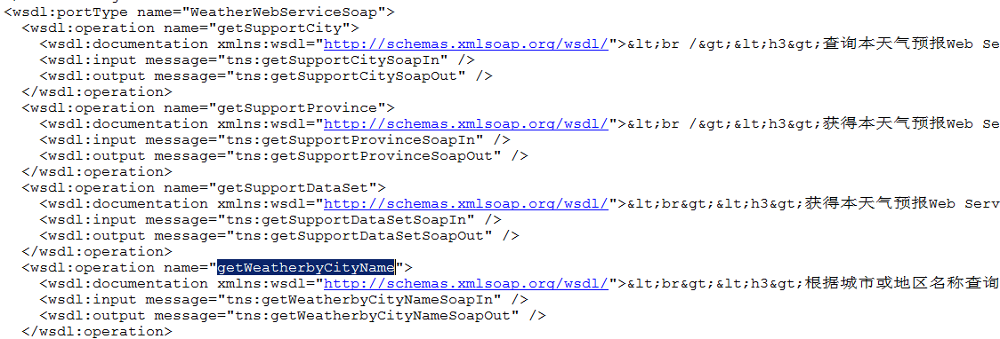 <wsdl:portType name="WeatherWebServiceSoap">
<wsdl:operation name="getSupportCity">
<wsdl:documentation xmlns:wsdl="http://schemas.xmlsoap.org/wsdl/">&lt;br /&gt;&lt;h3&gt;查询本天气预报Web Se
<wsdl:input message="tns:getSupportCitySoapIn" />
<wsdl:output message="tns:getSupportCitySoapOut" />
</wsdl:operation>
<wsdl:operation name="getSupportProvince">
<wsdl:documentation xmlns:wsdl="http://schemas.xmlsoap.org/wsdl/">&lt;br /&gt;&lt;h3&gt;获得本天气预报Web Se
<wsdl:input message="tns:getSupportProvinceSoapIn" />
<wsdl:output message="tns:getSupportProvinceSoapOut" />
</wsdl:operation>
<wsdl:operation name="getSupportDataSet">
<wsdl:documentation xmlns:wsdl="http://schemas.xmlsoap.org/wsdl/">&lt;br&gt;&lt;h3&gt;获得本天气预报Web Serv
<wsdl:input message="tns:getSupportDataSetSoapIn" />
<wsdl:output message="tns:getSupportDataSetSoapOut" />
</wsdl:operation>
<wsdl:operation name="getWeatherbyCityName">
<wsdl:documentation xmlns:wsdl="http://schemas.xmlsoap.org/wsdl/">&lt;br&gt;&lt;h3&gt;根据城市或地区名称查询
<wsdl:input message="tns:getWeatherbyCityNameSoapIn" />
<wsdl:output message="tns:getWeatherbyCityNameSoapOut" />
</wsdl:operation>